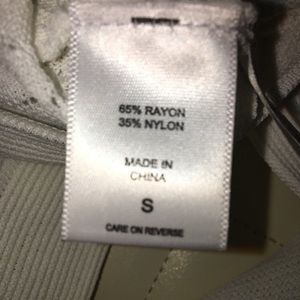 65% RAYON
35% NYLON
MADE IN
CHINA
S
CARE ON REVERSE